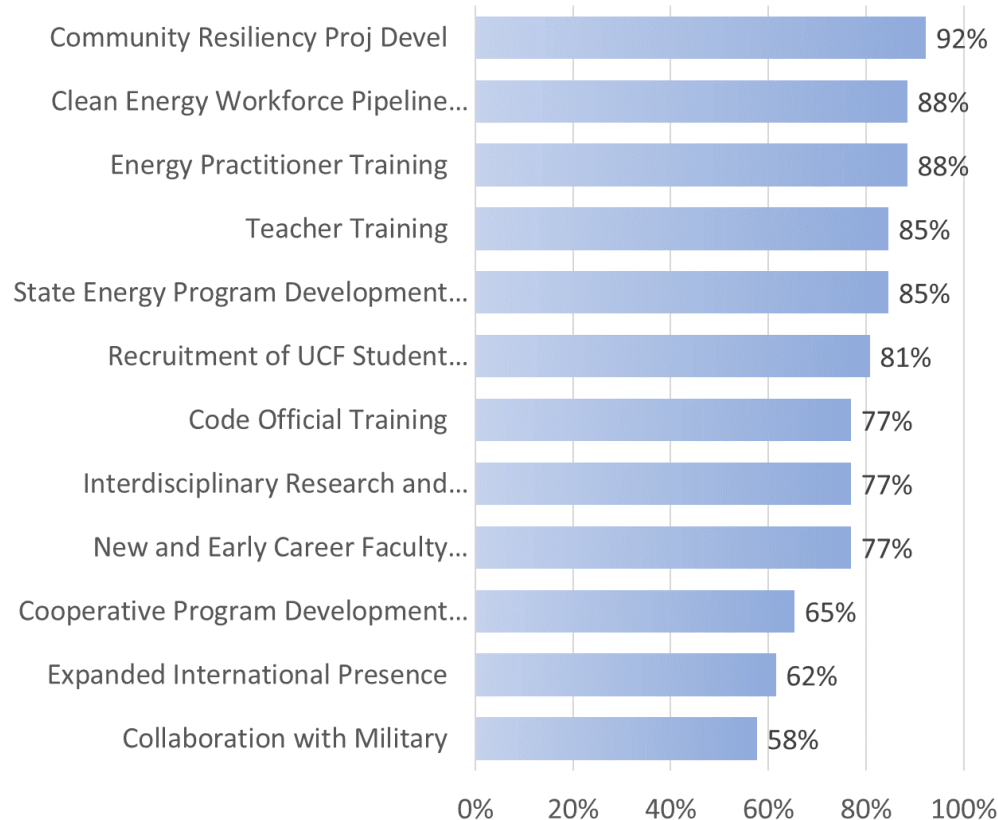 Community Resiliency Proj Devel 92%
Clean Energy Workforce Pipeline... 88%
Energy Practitioner Training 88%
Teacher Training 85%
State Energy Program Development... 85%
Recruitment of UCF Student... 81%
Code Official Training 77%
Interdisciplinary Research and... 77%
New and Early Career Faculty... 77%
Cooperative Program Development... 65%
Expanded International Presence 62%
Collaboration with Military 58%
0% 20% 40% 60% 80% 100%